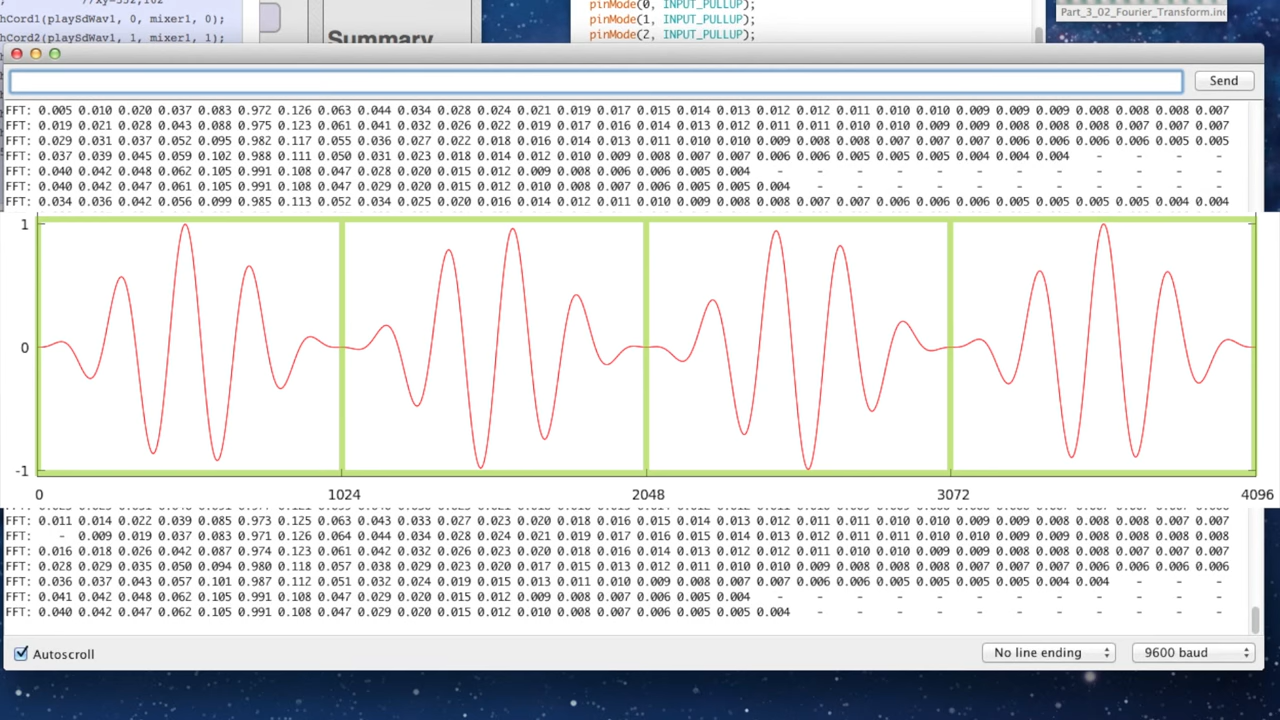 //xy=552,162
hCord1(playSdWav1, 0, mixer1, 0);
hCord2(playSdWav1, 1, mixer1, 1);
Summary
pinMode(0, INPUT_PULLUP);
pinMode(1, INPUT_PULLUP);
pinMode(2, INPUT_PULLUP);
Part_3_02_Fourier_Transform.ino
Send
FFT: 0.005 0.010 0.020 0.037 0.083 0.972 0.126 0.063 0.044 0.034 0.028 0.024 0.021 0.019 0.017 0.015 0.014 0.013 0.012 0.012 0.011 0.010 0.010 0.009 0.009 0.009 0.008 0.008 0.008 0.007
FFT: 0.019 0.021 0.028 0.043 0.088 0.975 0.123 0.061 0.041 0.032 0.026 0.022 0.019 0.017 0.016 0.014 0.013 0.012 0.011 0.011 0.010 0.010 0.009 0.009 0.008 0.008 0.008 0.007 0.007 0.007
FFT: 0.029 0.031 0.037 0.052 0.095 0.982 0.117 0.055 0.036 0.027 0.022 0.018 0.016 0.014 0.013 0.011 0.010 0.010 0.009 0.008 0.008 0.007 0.007 0.007 0.006 0.006 0.006 0.006 0.005 0.005
FFT: 0.037 0.039 0.045 0.059 0.102 0.988 0.111 0.050 0.031 0.023 0.018 0.014 0.012 0.010 0.009 0.008 0.007 0.007 0.006 0.006 0.005 0.005 0.005 0.004 0.004 0.004 - - - -
FFT: 0.040 0.042 0.048 0.062 0.105 0.991 0.108 0.047 0.028 0.020 0.015 0.012 0.009 0.008 0.006 0.006 0.005 0.004 - - - - - - - - - - - -
FFT: 0.040 0.042 0.047 0.061 0.105 0.991 0.108 0.047 0.029 0.020 0.015 0.012 0.010 0.008 0.007 0.006 0.005 0.005 0.004 - - - - - - - - - - -
FFT: 0.034 0.036 0.042 0.056 0.099 0.985 0.113 0.052 0.034 0.025 0.020 0.016 0.014 0.012 0.011 0.010 0.009 0.008 0.008 0.007 0.007 0.006 0.006 0.006 0.005 0.005 0.005 0.005 0.004 0.004
1
0
-1
0 1024 2048 3072 4096
FFT: 0.011 0.014 0.022 0.039 0.085 0.973 0.125 0.063 0.043 0.033 0.027 0.023 0.020 0.018 0.016 0.015 0.014 0.013 0.012 0.011 0.011 0.010 0.010 0.009 0.009 0.008 0.008 0.008 0.007 0.007
FFT: - 0.009 0.019 0.037 0.083 0.971 0.126 0.064 0.044 0.034 0.028 0.024 0.021 0.019 0.017 0.016 0.014 0.013 0.013 0.012 0.011 0.011 0.010 0.010 0.009 0.009 0.009 0.008 0.008 0.008
FFT: 0.016 0.018 0.026 0.042 0.087 0.974 0.123 0.061 0.042 0.032 0.026 0.023 0.020 0.018 0.016 0.014 0.013 0.012 0.012 0.011 0.010 0.010 0.009 0.009 0.008 0.008 0.008 0.007 0.007 0.007
FFT: 0.028 0.029 0.035 0.050 0.094 0.980 0.118 0.057 0.038 0.029 0.023 0.020 0.017 0.015 0.013 0.012 0.011 0.010 0.010 0.009 0.009 0.008 0.008 0.007 0.007 0.007 0.006 0.006 0.006 0.006
FFT: 0.036 0.037 0.043 0.057 0.101 0.987 0.112 0.051 0.032 0.024 0.019 0.015 0.013 0.011 0.010 0.009 0.008 0.007 0.007 0.006 0.006 0.005 0.005 0.005 0.005 0.004 0.004 - - -
FFT: 0.041 0.042 0.048 0.062 0.105 0.991 0.108 0.047 0.028 0.020 0.015 0.012 0.009 0.008 0.007 0.006 0.005 0.004 - - - - - - - - - - - -
FFT: 0.040 0.042 0.047 0.062 0.105 0.991 0.108 0.047 0.029 0.020 0.015 0.012 0.010 0.008 0.007 0.006 0.005 0.005 0.004 - - - - - - - - - - -
Autoscroll
No line ending
9600 baud